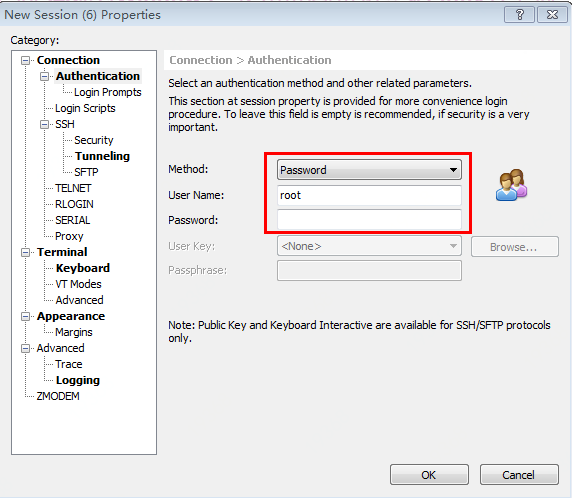 New Session (6) Properties
Category:
Connection
Authentication
Login Prompts
Login Scripts
SSH
Security
Tunneling
SFTP
TELNET
RLOGIN
SERIAL
Proxy
Terminal
Keyboard
VT Modes
Advanced
Appearance
Margins
Advanced
Trace
Logging
ZMODEM
Connection > Authentication
Select an authentication method and other related parameters.
This section at session property is provided for more convenience login
procedure. To leave this field is empty is recommended, if security is a very
important.
Method: Password
User Name: root
Password:
User Key: <None> Browse...
Passphrase:
Note: Public Key and Keyboard Interactive are available for SSH/SFTP protocols
only.
OK Cancel